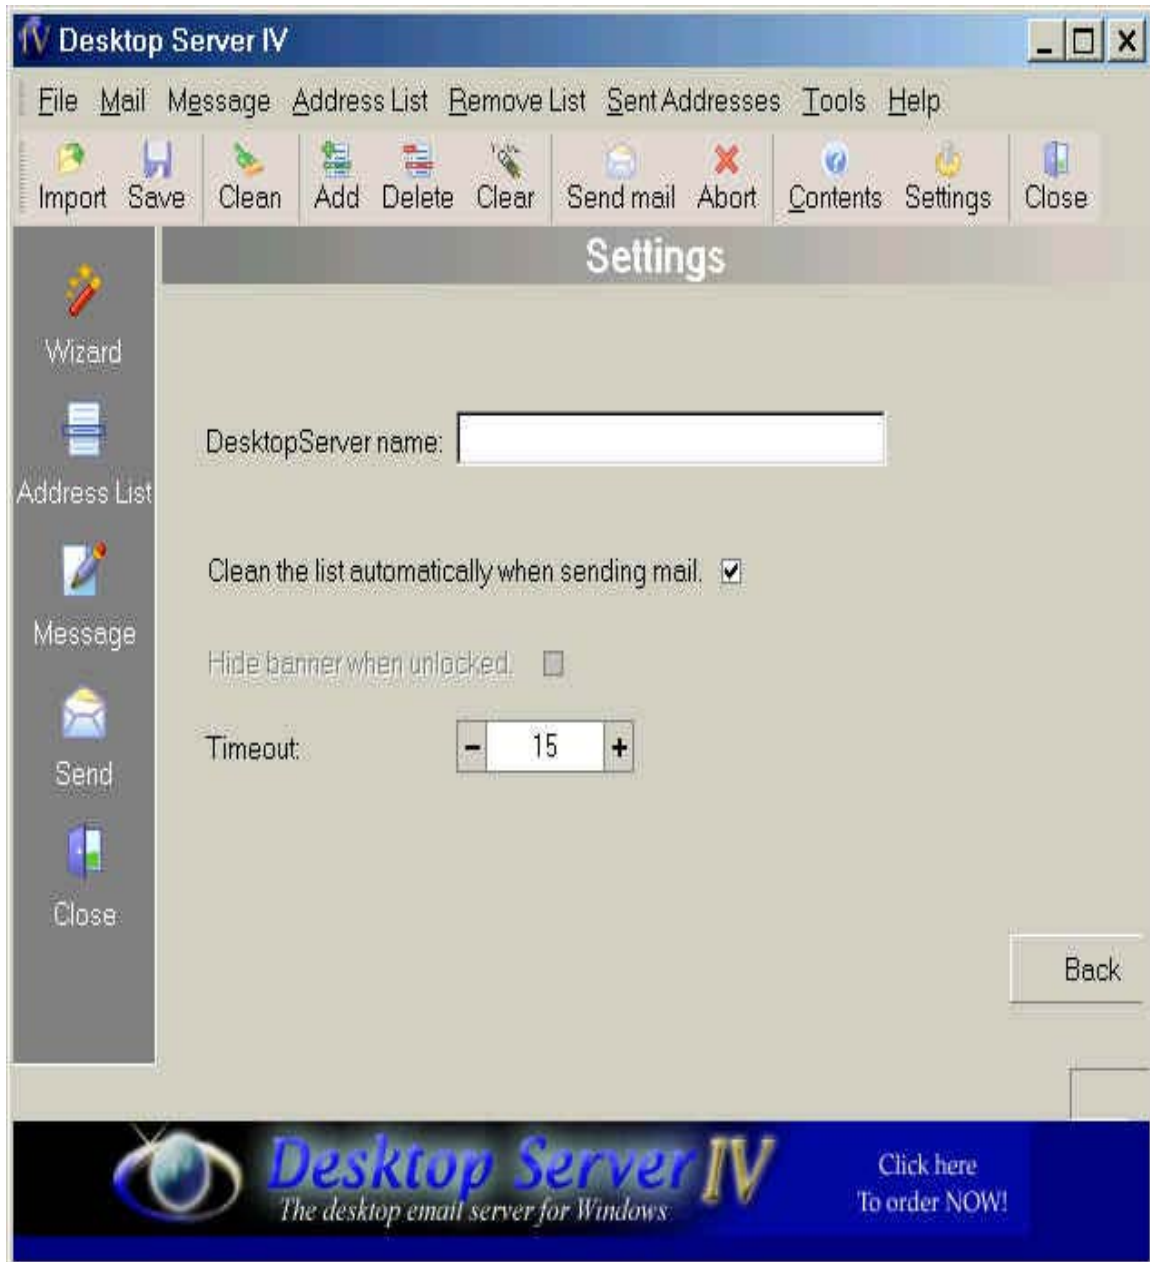 IV Desktop Server IV
File Mail Message Address List Remove List Sent Addresses Tools Help
Import Save Clean Add Delete Clear Send mail Abort Contents Settings Close
Settings
Wizard
Address List
Message
Send
Close
DesktopServer name:
Clean the list automatically when sending mail.
Hide banner when unlocked.
Timeout: - 15 +
Back
Desktop Server IV
The desktop email server for Windows
Click here
To order NOW!